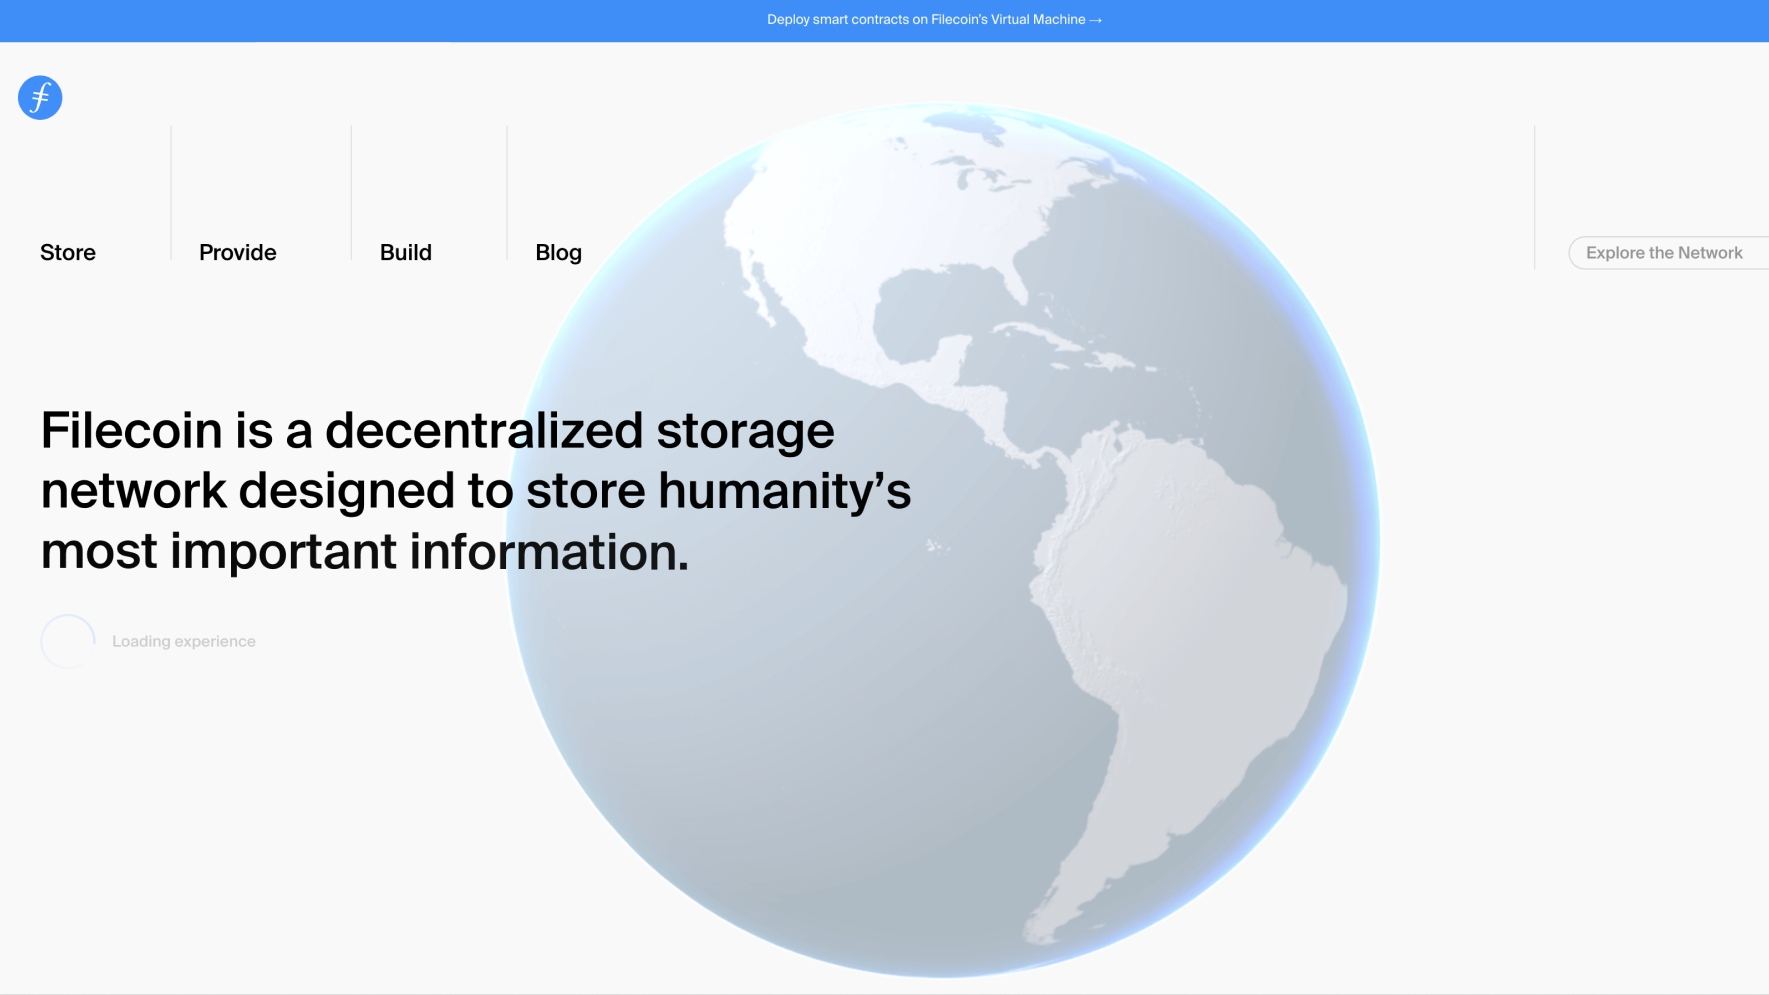 Deploy smart contracts on Filecoin's Virtual Machine →
Store
Provide
Build
Blog
Explore the Network
Filecoin is a decentralized storage
network designed to store humanity’s
most important information.
Loading experience